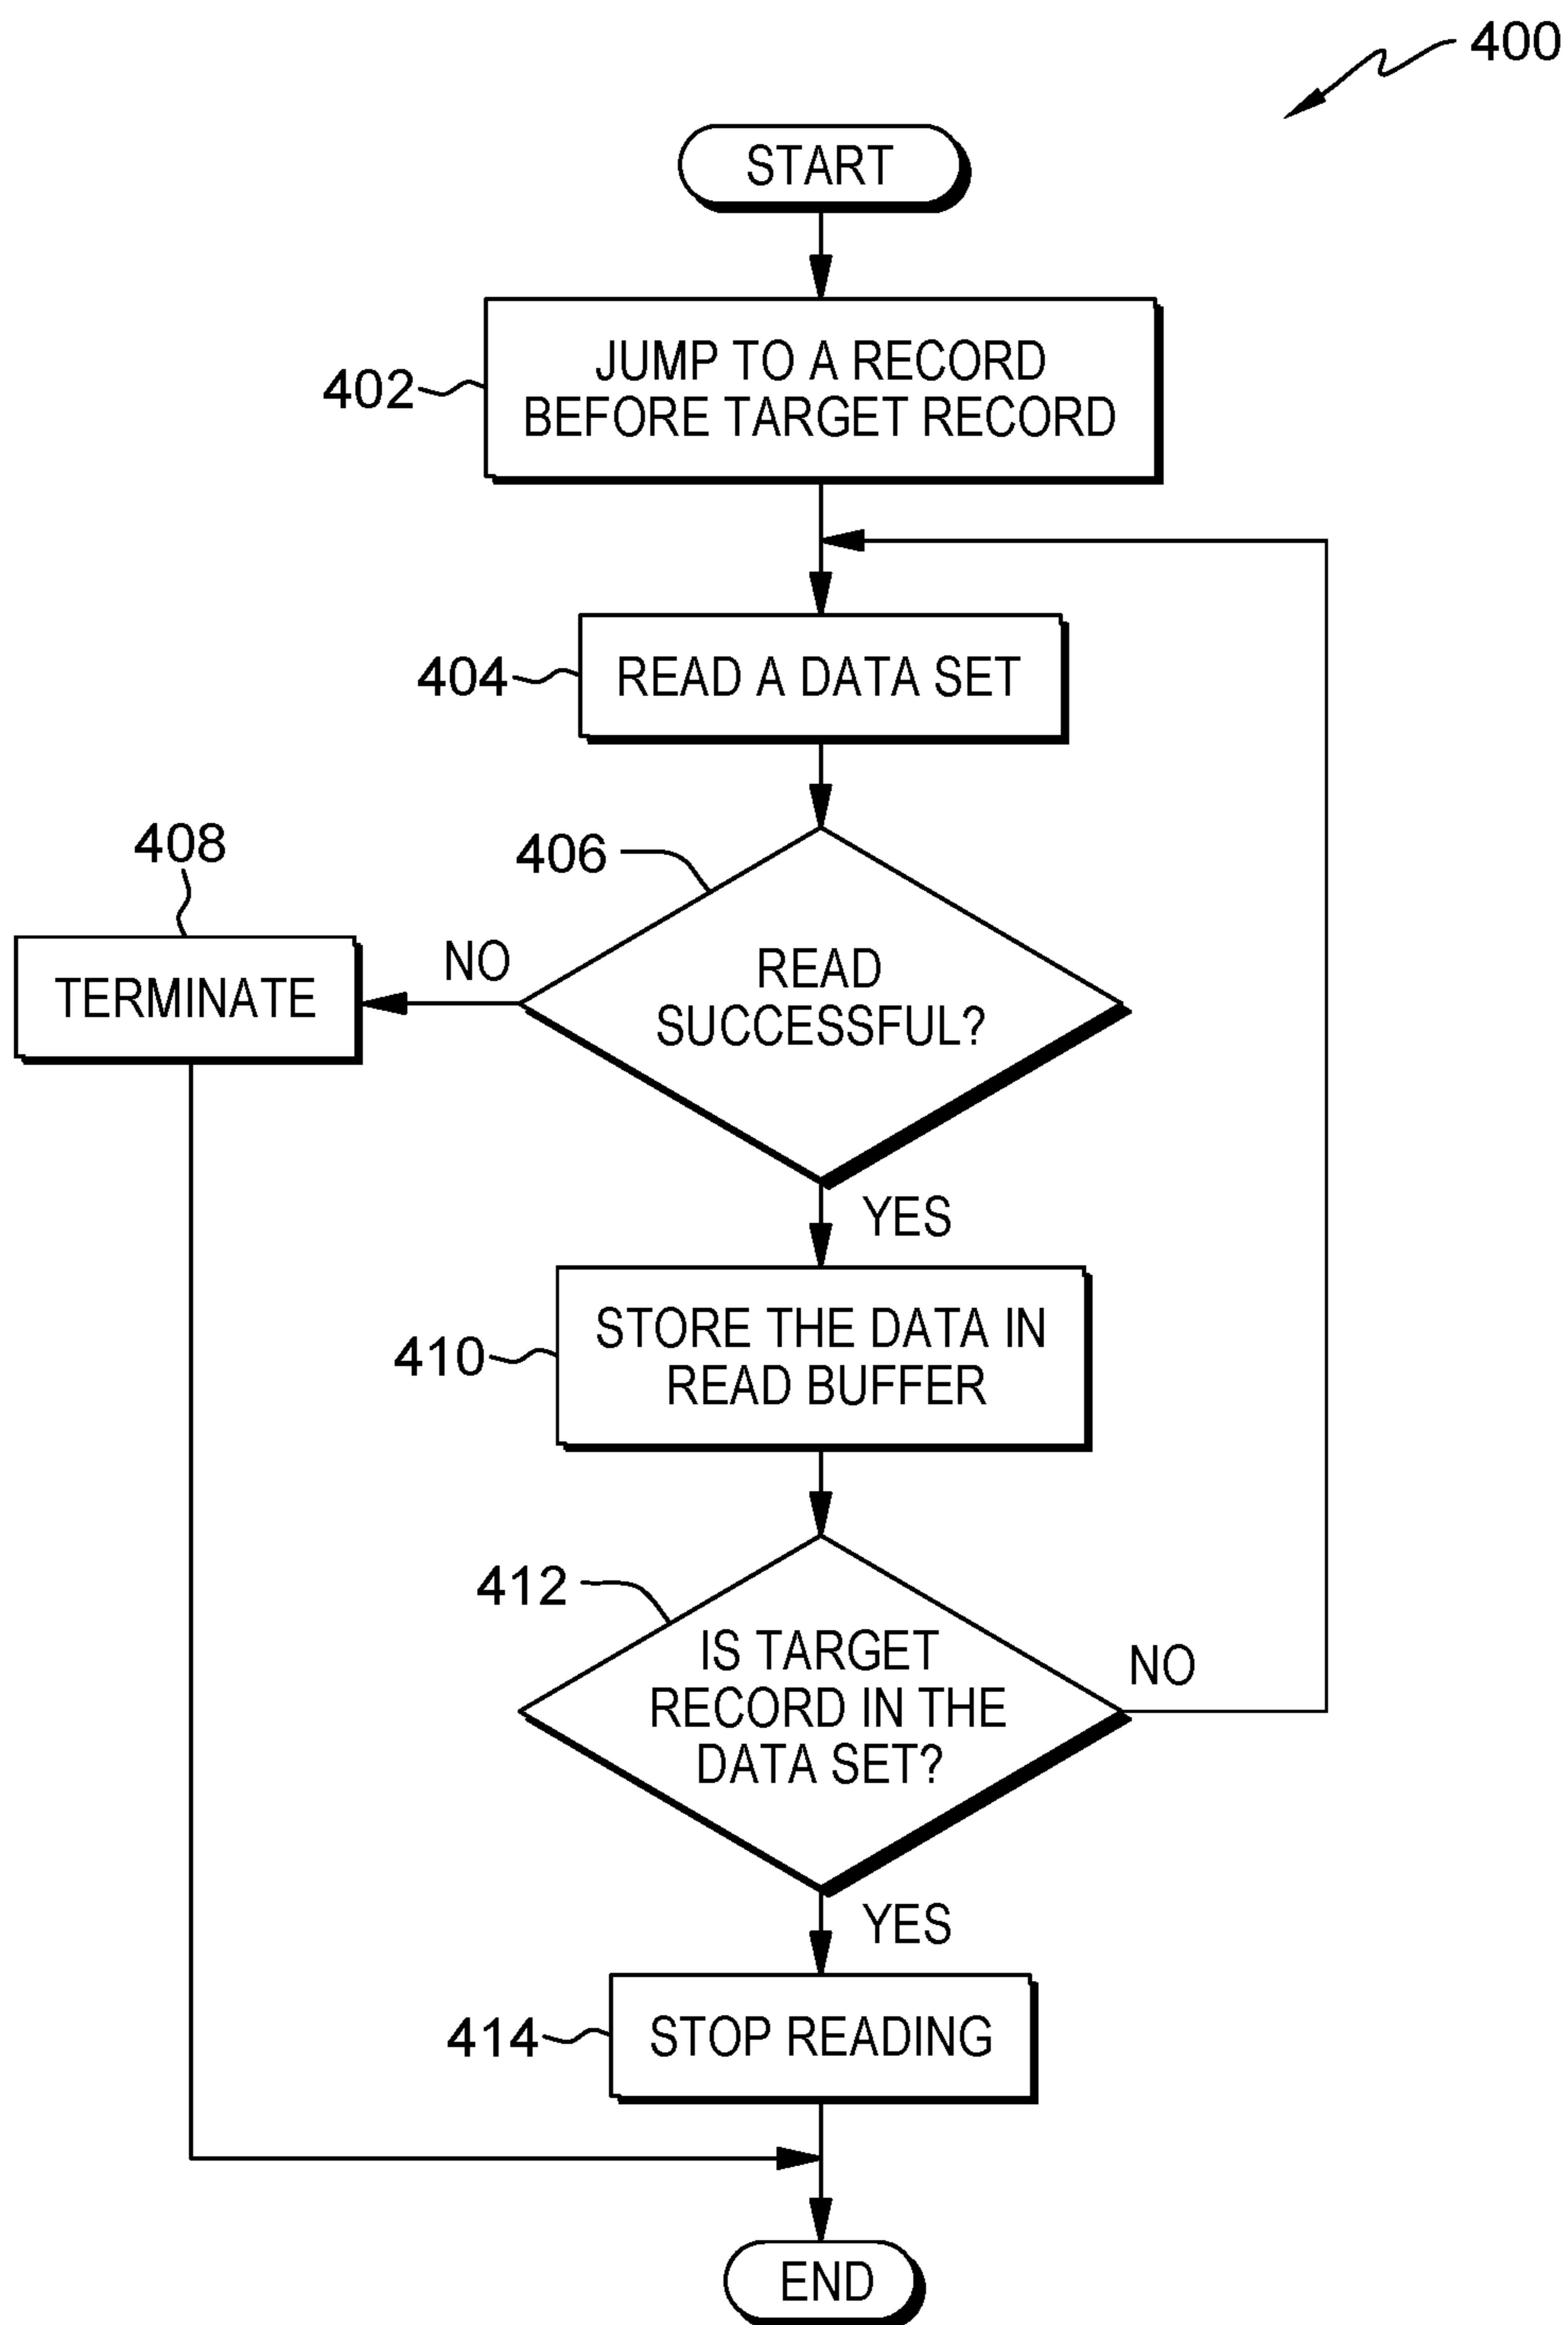 400
START
402
JUMP TO A RECORD
BEFORE TARGET RECORD
404
READ A DATA SET
406
408
NO
TERMINATE
READ
SUCCESSFUL?
YES
410
STORE THE DATA IN
READ BUFFER
412
IS TARGET
RECORD IN THE
DATA SET?
NO
YES
414
STOP READING
END